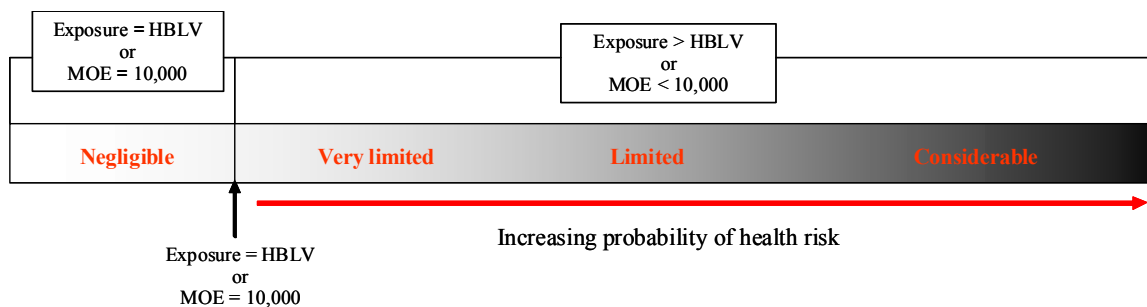 Exposure = HBLV
or
MOE = 10,000
Exposure > HBLV
or
MOE < 10,000
Negligible
Very limited
Limited
Considerable
Increasing probability of health risk
Exposure = HBLV
or
MOE = 10,000